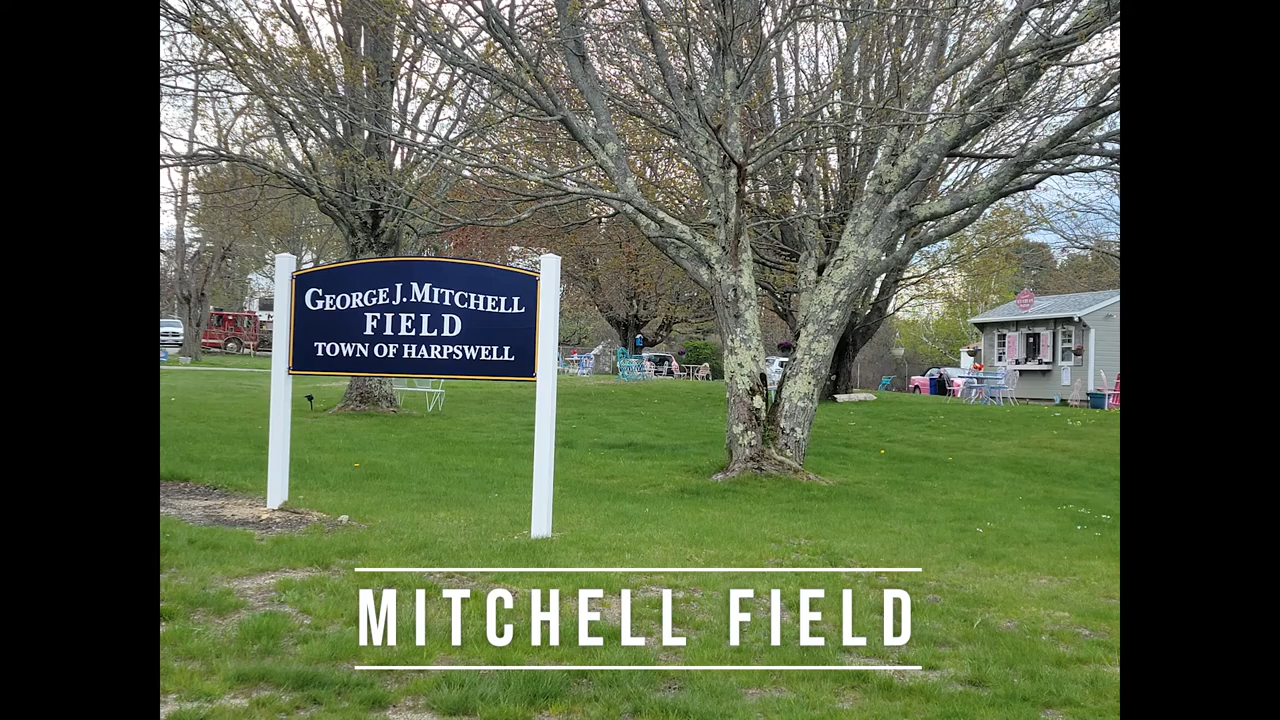 GEORGE J. MITCHELL
FIELD
TOWN OF HARPSWELL
MITCHELL FIELD